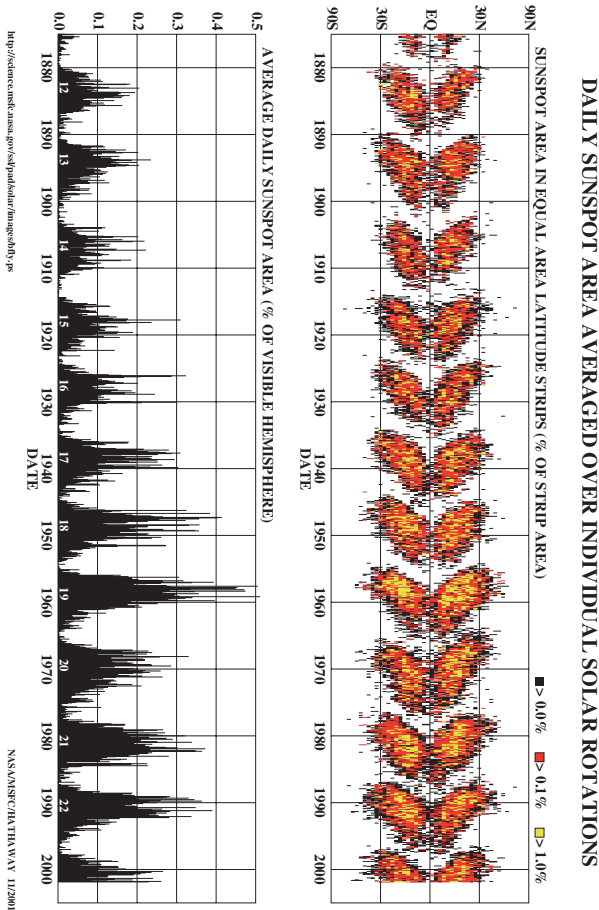 DAILY SUNSPOT AREA AVERAGED OVER INDIVIDUAL SOLAR ROTATIONS
SUNSPOT AREA IN EQUAL AREA LATITUDE STRIPS (% OF STRIP AREA)
> 0.0% > 0.1% > 1.0%
90N
30N
EQ
30S
90S
1880 1890 1900 1910 1920 1930 1940 1950 1960 1970 1980 1990 2000
DATE
AVERAGE DAILY SUNSPOT AREA (% OF VISIBLE HEMISPHERE)
0.5
0.4
0.3
0.2
0.1
0.0
12 13 14 15 16 17 18 19 20 21 22
1880 1890 1900 1910 1920 1930 1940 1950 1960 1970 1980 1990 2000
DATE
http://science.msfc.nasa.gov/ssl/pad/solar/images/bfly.ps
NASA/MSFC/HATHAWAY 11/2001